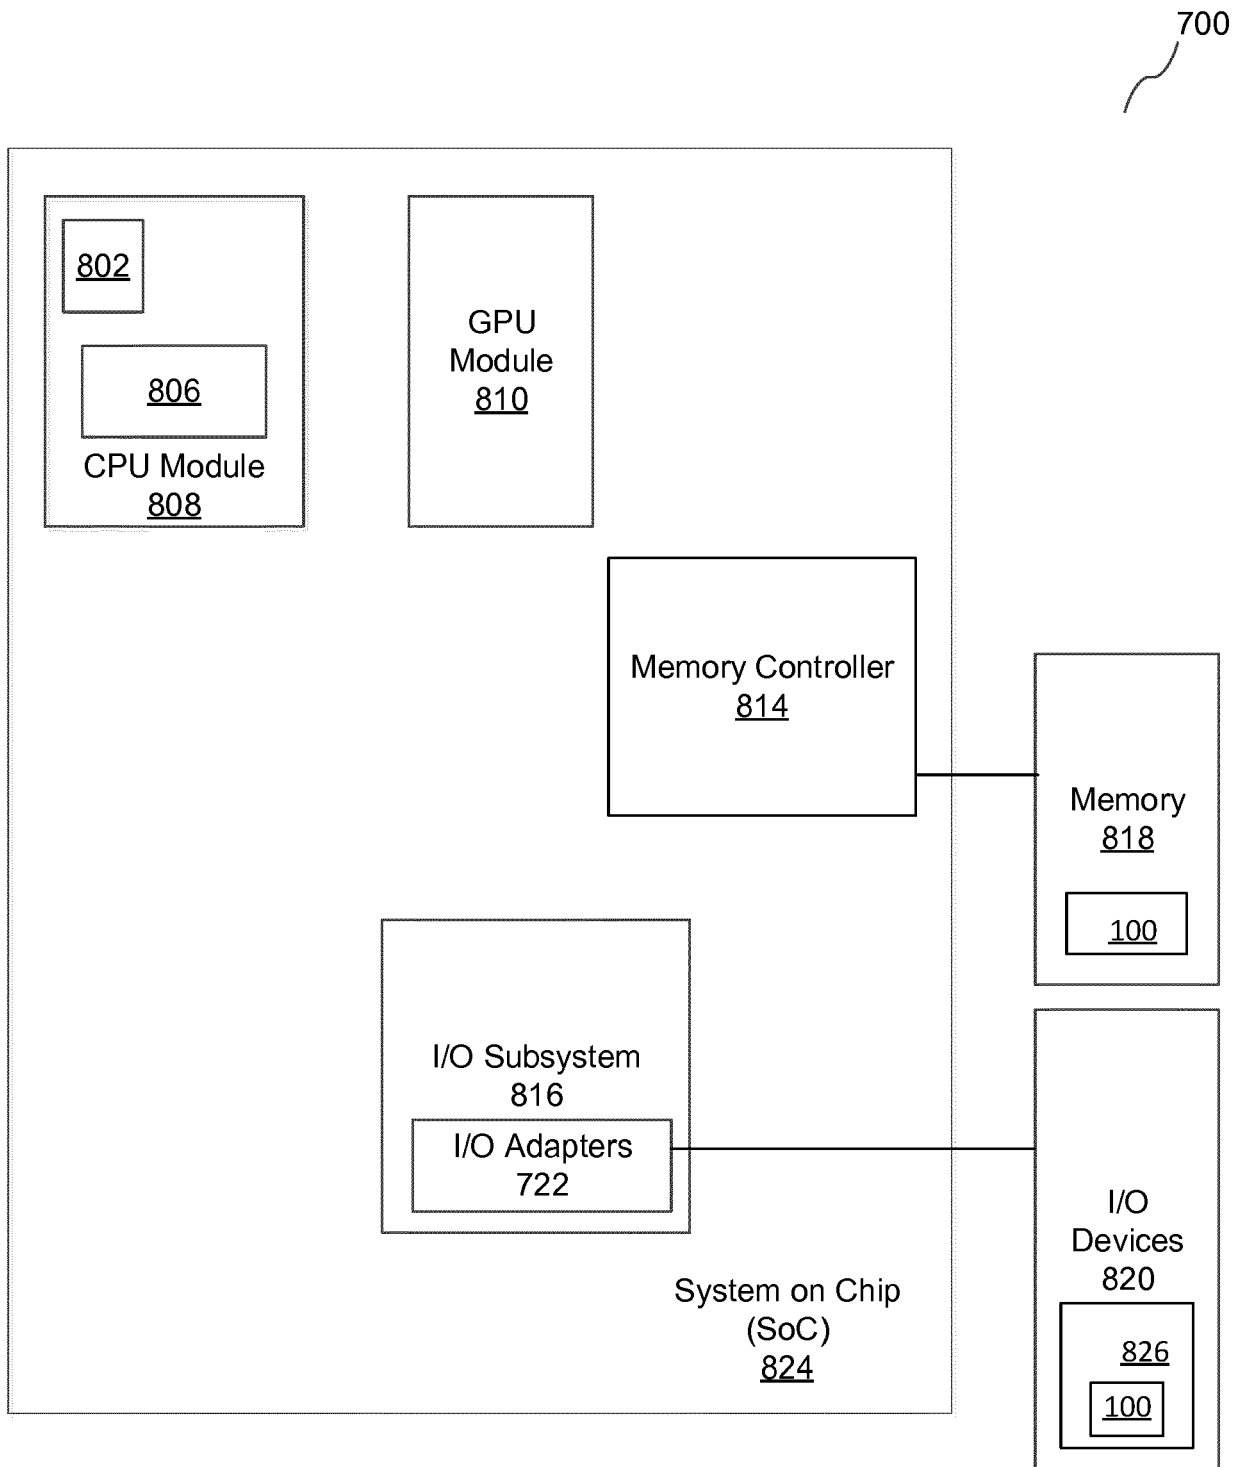 700
802
806
CPU Module
808
GPU
Module
810
Memory Controller
814
Memory
818
100
I/O Subsystem
816
I/O Adapters
722
I/O
Devices
820
826
100
System on Chip
(SoC)
824